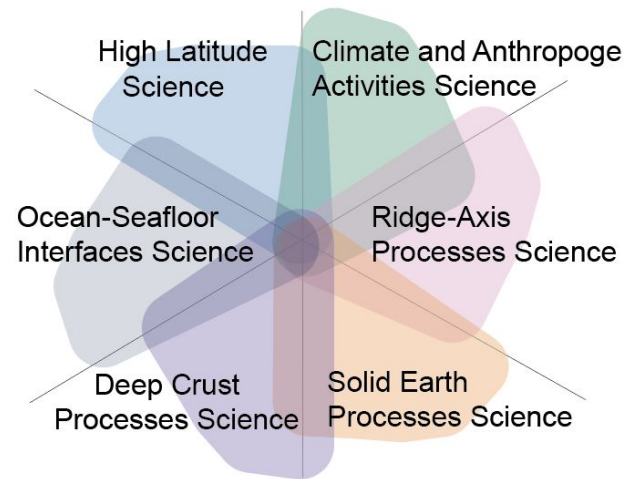 High Latitude
Science
Climate and Anthropoge
Activities Science
Ocean-Seafloor
Interfaces Science
Ridge-Axis
Processes Science
Deep Crust
Processes Science
Solid Earth
Processes Science